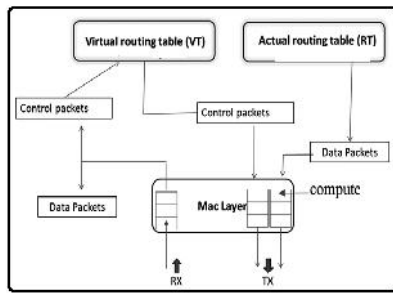 Virtual routing table (VT)
Actual routing table (RT)
Control packets
Control packets
Data Packets
Data Packets
compute
Mac Layer
RX
TX